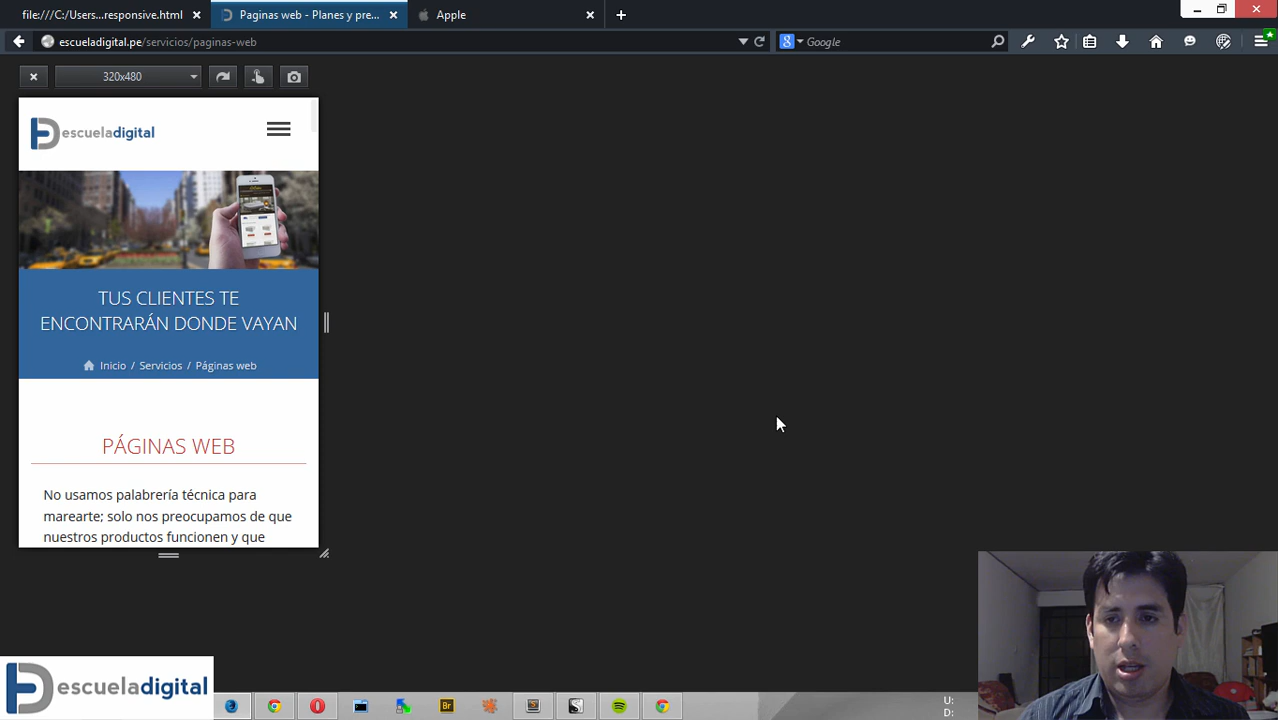 file:///C:/Users...responsive.html
Paginas web - Planes y pre...
Apple
escueladigital.pe/servicios/paginas-web
Google
320x480
escueladigital
TUS CLIENTES TE
ENCONTRARÁN DONDE VAYAN
Inicio / Servicios / Páginas web
PÁGINAS WEB
No usamos palabrería técnica para
marearte; solo nos preocupamos de que
nuestros productos funcionen y que
escueladigital
Br
U:
D: